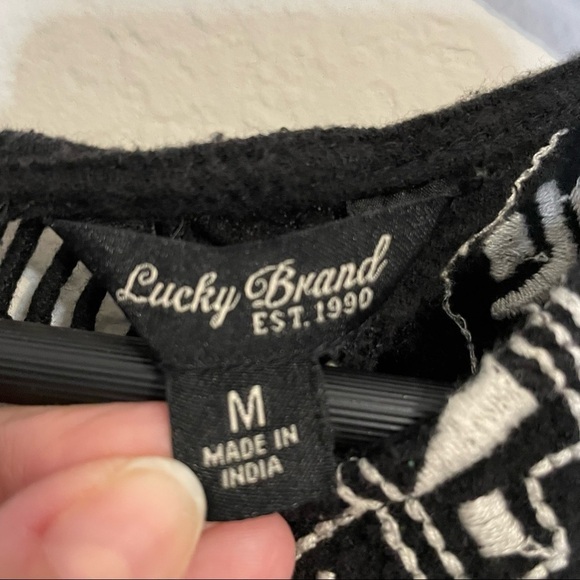 Lucky Brand
EST. 1990
M
MADE IN
INDIA